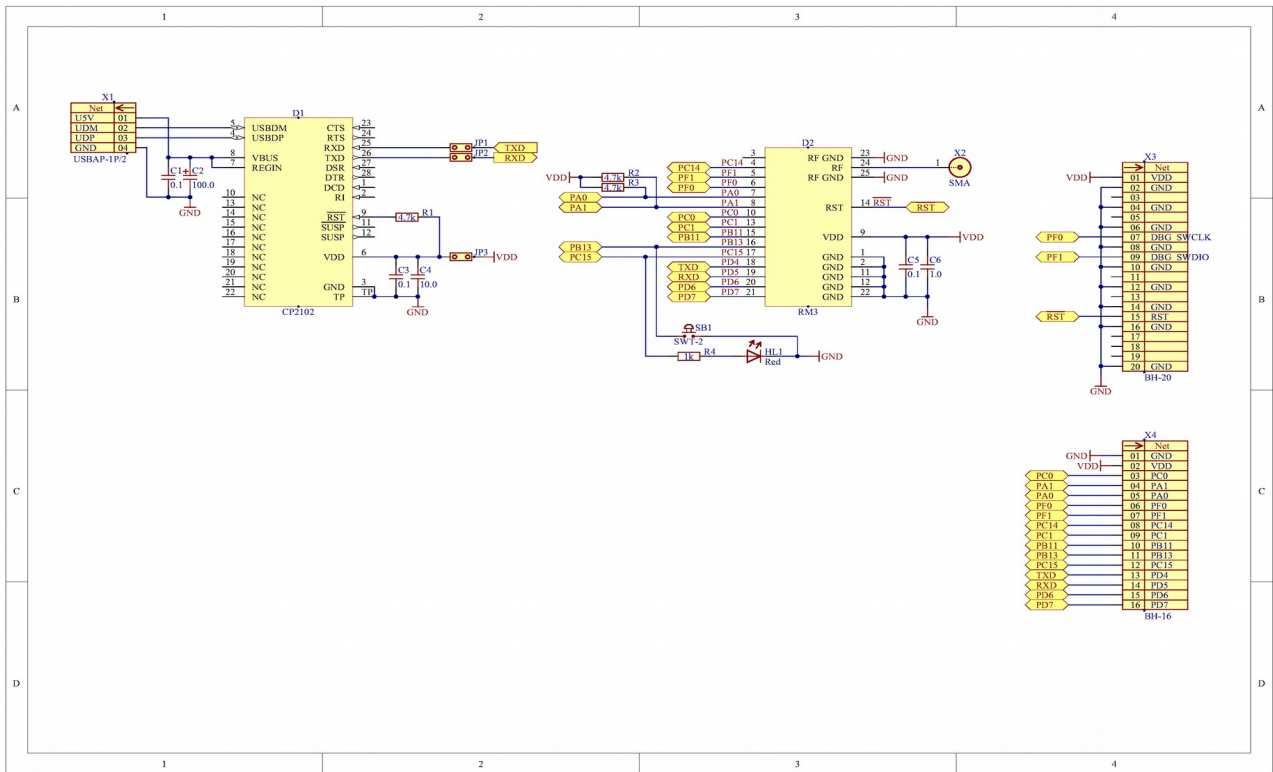 1 2 3 4
A A
B B
C C
D D
X1
Net
U5V 01
UDM 02
UDP 03
GND 04
USBAP-1P/2
C1
0.1
C2
100.0
GND
D1
5 USBDM CTS 23
4 USBDP RTS 24
RXD 25
TXD 26
8 VBUS DSR 27
7 REGIN DTR 28
DCD 1
10 NC RI 2
13 NC
14 NC RST 9
15 NC SUSP 11
16 NC SUSP 12
17 NC
18 NC VDD 6
19 NC
20 NC
21 NC GND 3
22 NC TP TP
CP2102
4.7k R1
JP1 TXD
JP2 RXD
JP3 VDD
C3
0.1
C4
10.0
GND
VDD
4.7k R2
4.7k R3
PA0
PA1
PB13
PC15
PC14
PF1
PF0
PC0
PC1
PB11
TXD
RXD
PD6
PD7
D2
3 RF GND 23 GND
PC14 4 RF 24
PF1 5 RF GND 25 GND
PF0 6
PA0 7
PA1 8 RST 14 RST RST
PC0 10
PC1 13
PB11 15 VDD 9 VDD
PB13 16
PC15 17 GND 1
PD4 18 GND 2
PD5 19 GND 11
PD6 20 GND 12
PD7 21 GND 22
RM3
1 X2
SMA
C5
0.1
C6
1.0
GND
SB1
SWT-2
1k R4
HL1
Red
GND
X3
Net
VDD 01 VDD
02 GND
03
04 GND
05
06 GND
PF0 07 DBG SWCLK
08 GND
PF1 09 DBG SWDIO
10 GND
11
12 GND
13
14 GND
RST 15 RST
16 GND
17
18
19
20 GND
BH-20
GND
X4
Net
GND 01 GND
VDD 02 VDD
PC0 03 PC0
PA1 04 PA1
PA0 05 PA0
PF0 06 PF0
PF1 07 PF1
PC14 08 PC14
PC1 09 PC1
PB11 10 PB11
PB13 11 PB13
PC15 12 PC15
TXD 13 PD4
RXD 14 PD5
PD6 15 PD6
PD7 16 PD7
BH-16
1 2 3 4